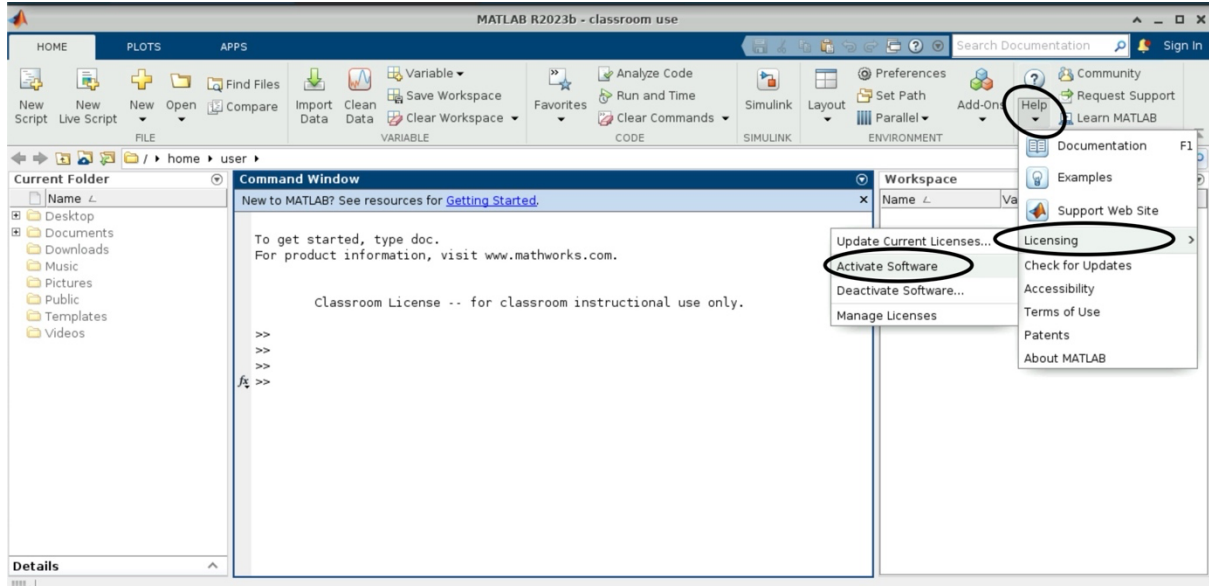 MATLAB R2023b - classroom use
HOME PLOTS APPS
Search Documentation Sign In
New Script
New Live Script
New
Open
Find Files
Compare
FILE
Import Data
Clean Data
Variable
Save Workspace
Clear Workspace
VARIABLE
Favorites
Analyze Code
Run and Time
Clear Commands
CODE
Simulink
SIMULINK
Layout
Preferences
Set Path
Parallel
ENVIRONMENT
Add-Ons
Help
Community
Request Support
Learn MATLAB
/ home user
Current Folder
Name
Desktop
Documents
Downloads
Music
Pictures
Public
Templates
Videos
Details
Command Window
New to MATLAB? See resources for Getting Started.
To get started, type doc.
For product information, visit www.mathworks.com.
Classroom License -- for classroom instructional use only.
>>
>>
>>
fx >>
Workspace
Name Va
Documentation F1
Examples
Support Web Site
Licensing
Check for Updates
Accessibility
Terms of Use
Patents
About MATLAB
Update Current Licenses...
Activate Software
Deactivate Software...
Manage Licenses